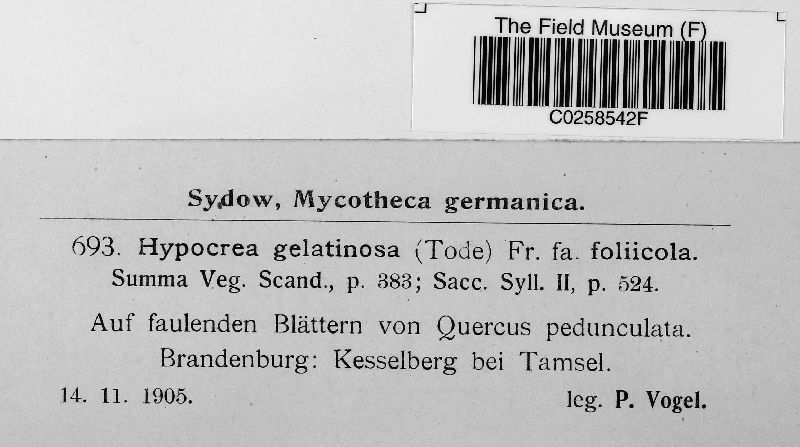 The Field Museum (F)
C0258542F
Sydow, Mycotheca germanica.
693. Hypocrea gelatinosa (Tode) Fr. fa. foliicola.
Summa Veg. Scand., p. 383; Sacc. Syll. II, p. 524.
Auf faulenden Blättern von Quercus pedunculata.
Brandenburg: Kesselberg bei Tamsel.
14. 11. 1905. leg. P. Vogel.